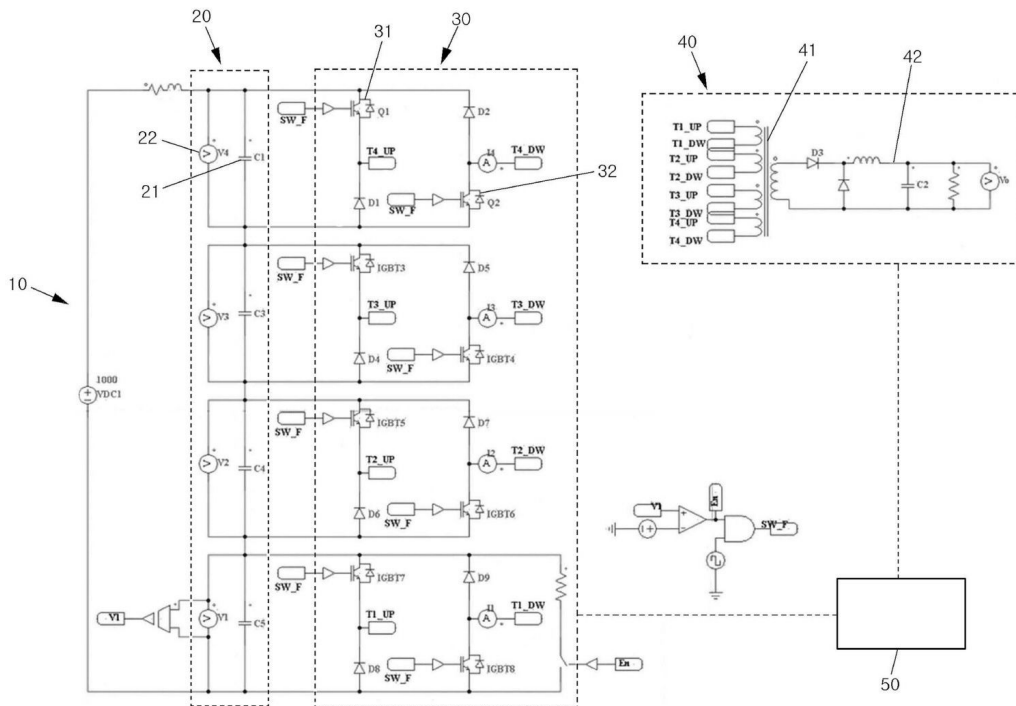 20
30
31
40
41
42
22
21
32
10
50
SW_F
Q1
D2
V4
C1
T4_UP
I4
T4_DW
D1
SW_F
Q2
SW_F
IGBT3
D5
V3
C3
T3_UP
I3
T3_DW
D4
SW_F
IGBT4
1000
VDC1
SW_F
IGBT5
D7
V2
C4
T2_UP
I2
T2_DW
D6
SW_F
IGBT6
SW_F
IGBT7
D9
V1
V1
C5
T1_UP
I1
T1_DW
D8
SW_F
IGBT8
En
T1_UP
T1_DW
T2_UP
T2_DW
T3_UP
T3_DW
T4_UP
T4_DW
D3
C2
Vo
V1
En
SW_F